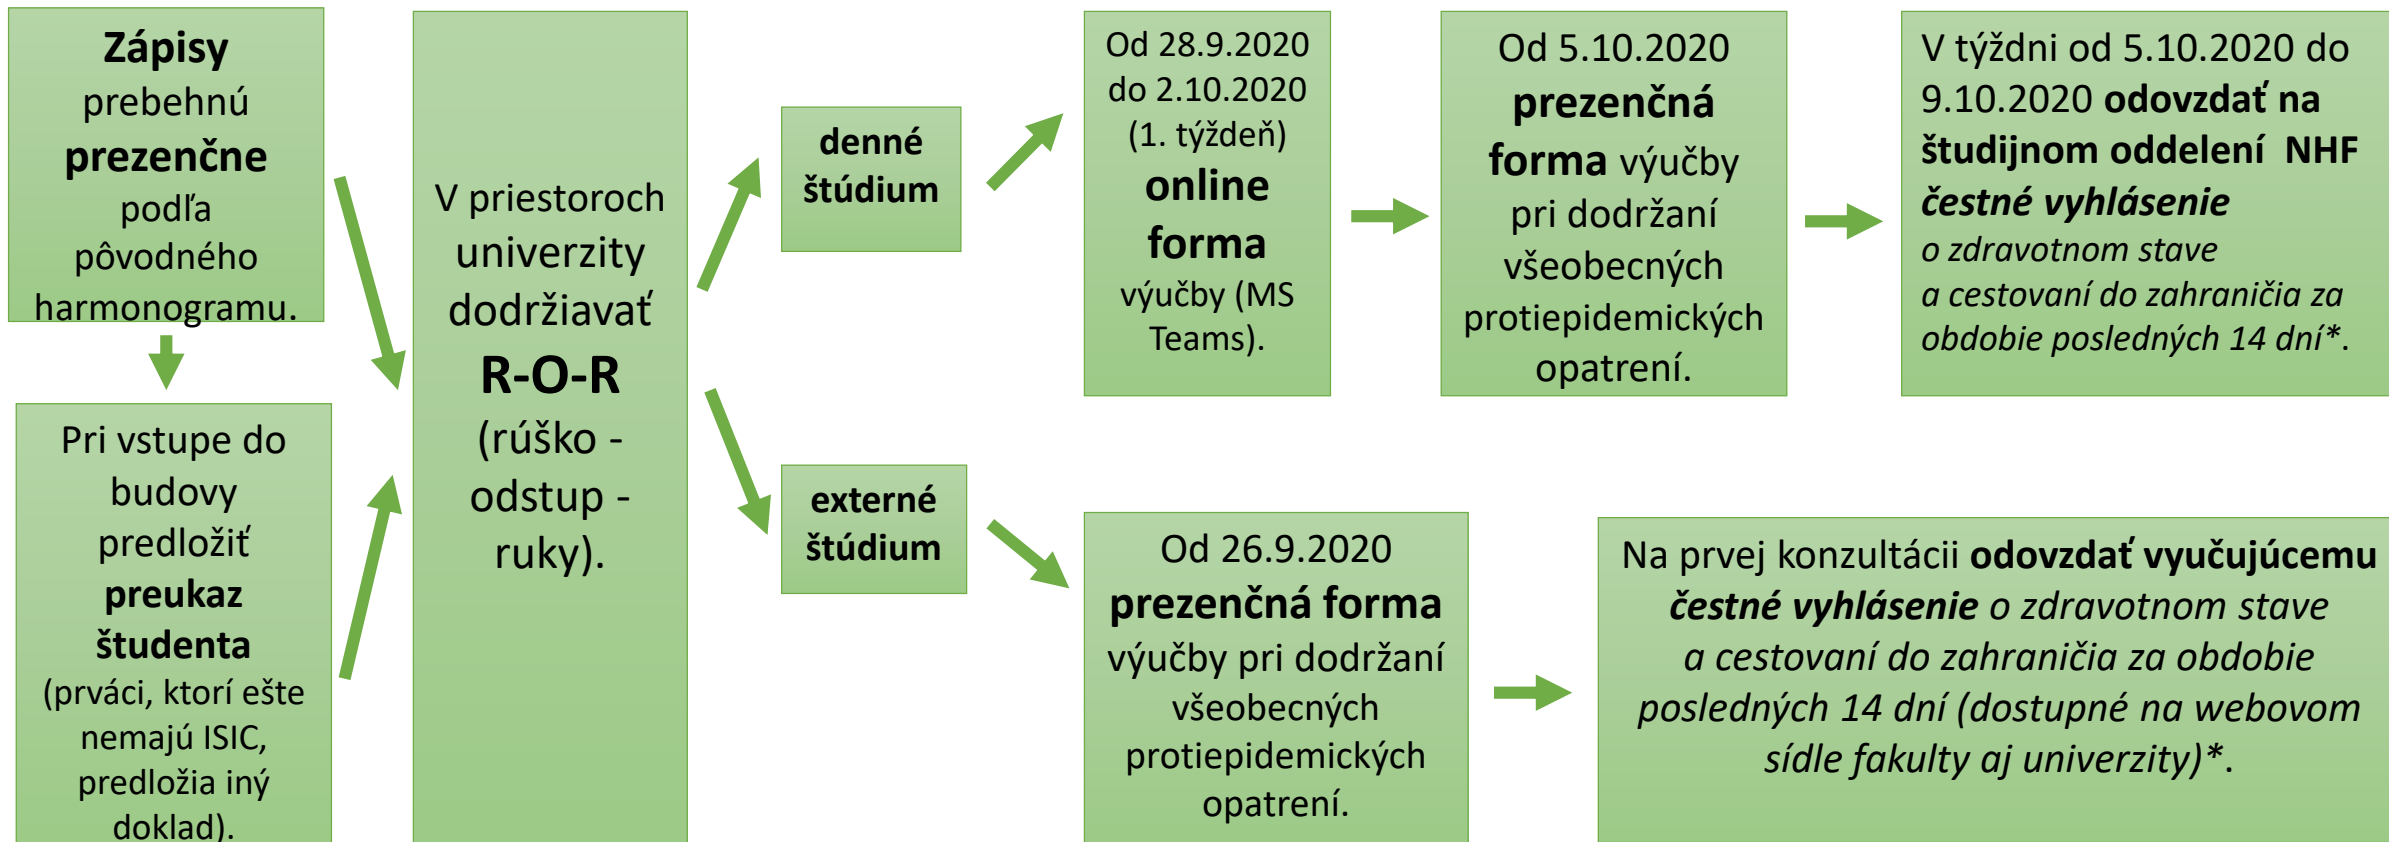 Zápisy
prebehnú
prezenčne
podľa
pôvodného
harmonogramu.
Pri vstupe do
budovy
predložiť
preukaz
študenta
(prváci, ktorí ešte
nemajú ISIC,
predložia iný
doklad).
V priestoroch
univerzity
dodržiavať
R-O-R
(rúško -
odstup -
ruky).
denné
štúdium
Od 28.9.2020
do 2.10.2020
(1. týždeň)
online
forma
výučby (MS
Teams).
Od 5.10.2020
prezenčná
forma výučby
pri dodržaní
všeobecných
protiepidemických
opatrení.
V týždni od 5.10.2020 do
9.10.2020 odovzdať na
študijnom oddelení NHF
čestné vyhlásenie
o zdravotnom stave
a cestovaní do zahraničia za
obdobie posledných 14 dní*.
externé
štúdium
Od 26.9.2020
prezenčná forma
výučby pri dodržaní
všeobecných
protiepidemických
opatrení.
Na prvej konzultácii odovzdať vyučujúcemu
čestné vyhlásenie o zdravotnom stave
a cestovaní do zahraničia za obdobie
posledných 14 dní (dostupné na webovom
sídle fakulty aj univerzity)*.